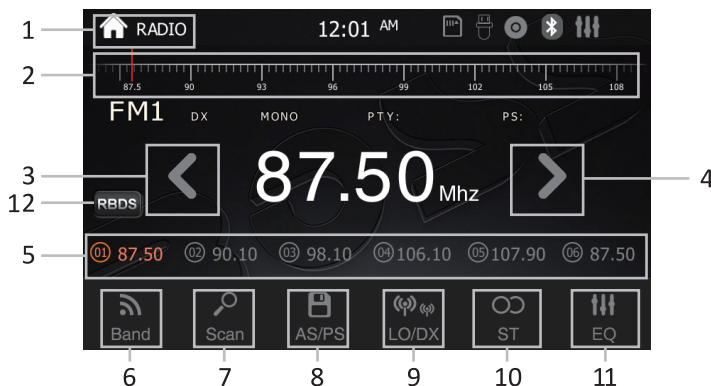 1 RADIO 12:01 AM
2
87.5 90 93 96 99 102 105 108
FM1 DX MONO PTY: PS:
3 87.50 Mhz 4
12 RBDS
5 01 87.50 02 90.10 03 98.10 04 106.10 05 107.90 06 87.50
Band Scan AS/PS LO/DX ST EQ
6 7 8 9 10 11